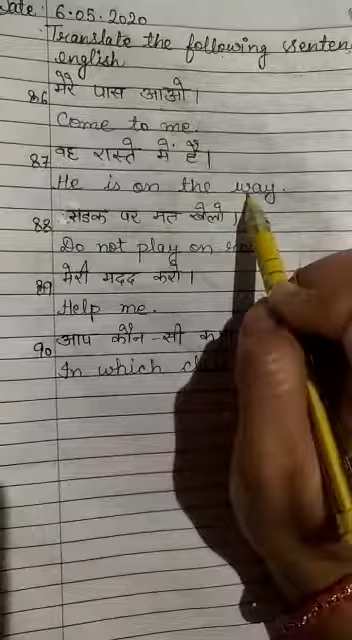 Date: 6.05.2020
Translate the following
english
86 मेरे पास आओ।
Come to me.
87 वह रास्ते में है।
He is on the way.
88 सड़क पर मत खेलो।
Do not play on
89 मेरी मदद करो।
Help me.
90 आप कौन-सी
In which